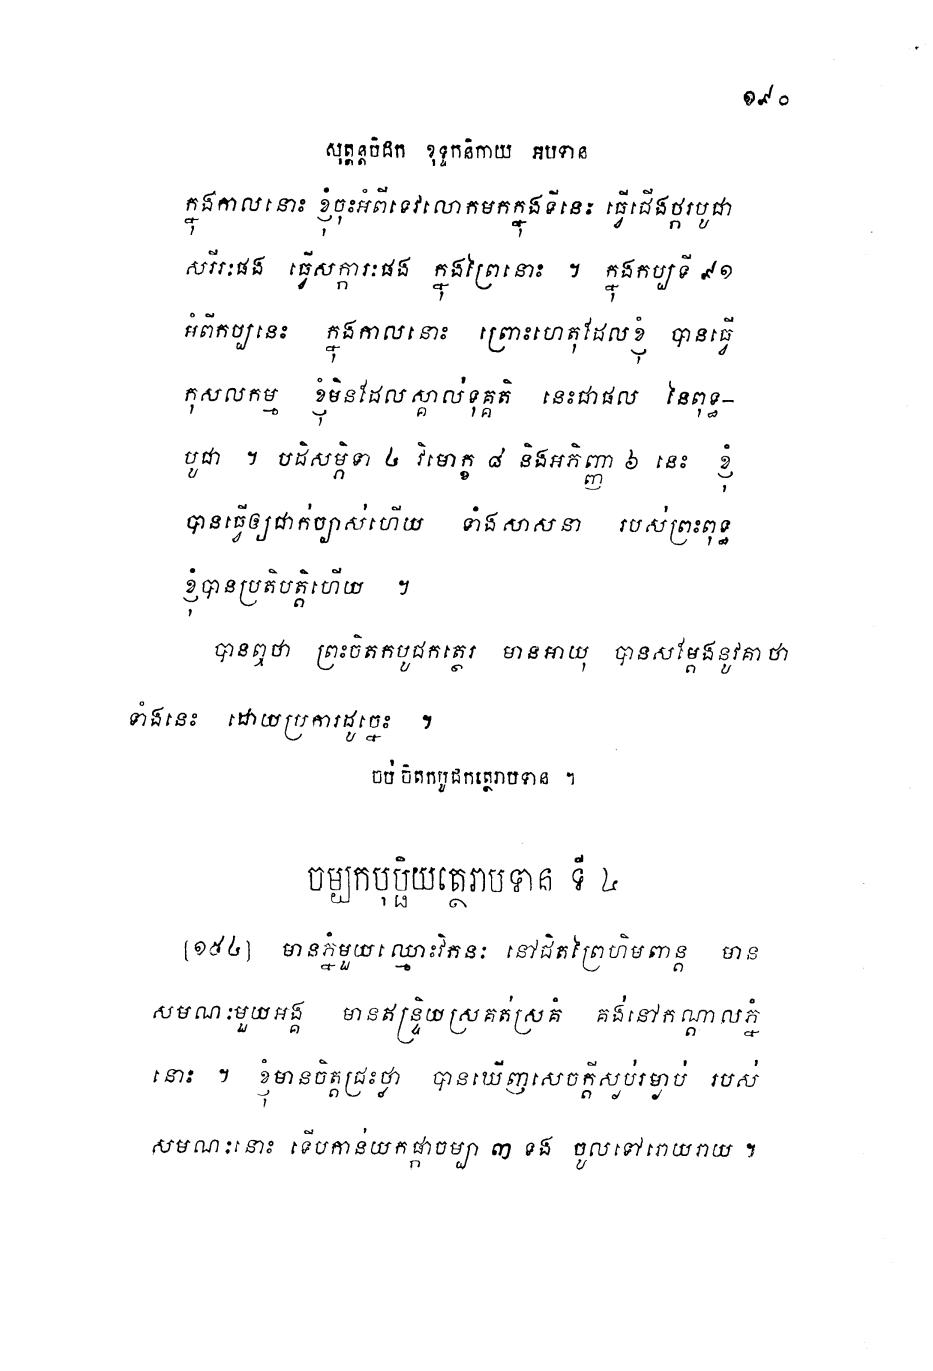 ១៩០
សុត្តន្តបិដក ខុទ្ទកនិកាយ អបទាន
ក្នុងកាលនោះ ខ្ញុំចុះអំពីទេវលោកមកក្នុងទីនេះ ធ្វើជើងថ្ករបូជា
សរីរៈផង ធ្វើសក្ការៈផង ក្នុងព្រៃនោះ ។ ក្នុងកប្បទី ៩១
អំពីកប្បនេះ ក្នុងកាលនោះ ព្រោះហេតុដែលខ្ញុំ បានធ្វើ
កុសលកម្ម ខ្ញុំមិនដែលស្គាល់ទុគ្គតិ នេះជាផល នៃពុទ្ធ-
បូជា ។ បដិសម្ភិទា ៤ វិមោក្ខ ៨ និងអភិញ្ញា ៦ នេះ ខ្ញុំ
បានធ្វើឲ្យជាក់ច្បាស់ហើយ ទាំងសាសនា របស់ព្រះពុទ្ធ
ខ្ញុំបានប្រតិបត្តិហើយ ។
បានឮថា ព្រះចិតកបូជកត្ថេរ មានអាយុ បានសម្តែងនូវគាថា
ទាំងនេះ ដោយប្រការដូច្នេះ ។
ចប់ ចិតកបូជកត្ថេរាបទាន ។
ចម្បកបុប្ផិយត្ថេរាបទាន ទី ៤
[១៩៤] មានភ្នំមួយឈ្មោះវិកនៈ នៅជិតព្រៃហិមពាន្ត មាន
សមណៈមួយអង្គ មានឥន្ទ្រិយស្រគត់ស្រគំ គង់នៅកណ្តាលភ្នំ
នោះ ។ ខ្ញុំមានចិត្តជ្រះថ្លា បានឃើញសេចក្តីស្ងប់រម្ងាប់ របស់
សមណៈនោះ ទើបកាន់យកផ្កាចម្បា ៣ ទង ចូលទៅរោយរាយ ។